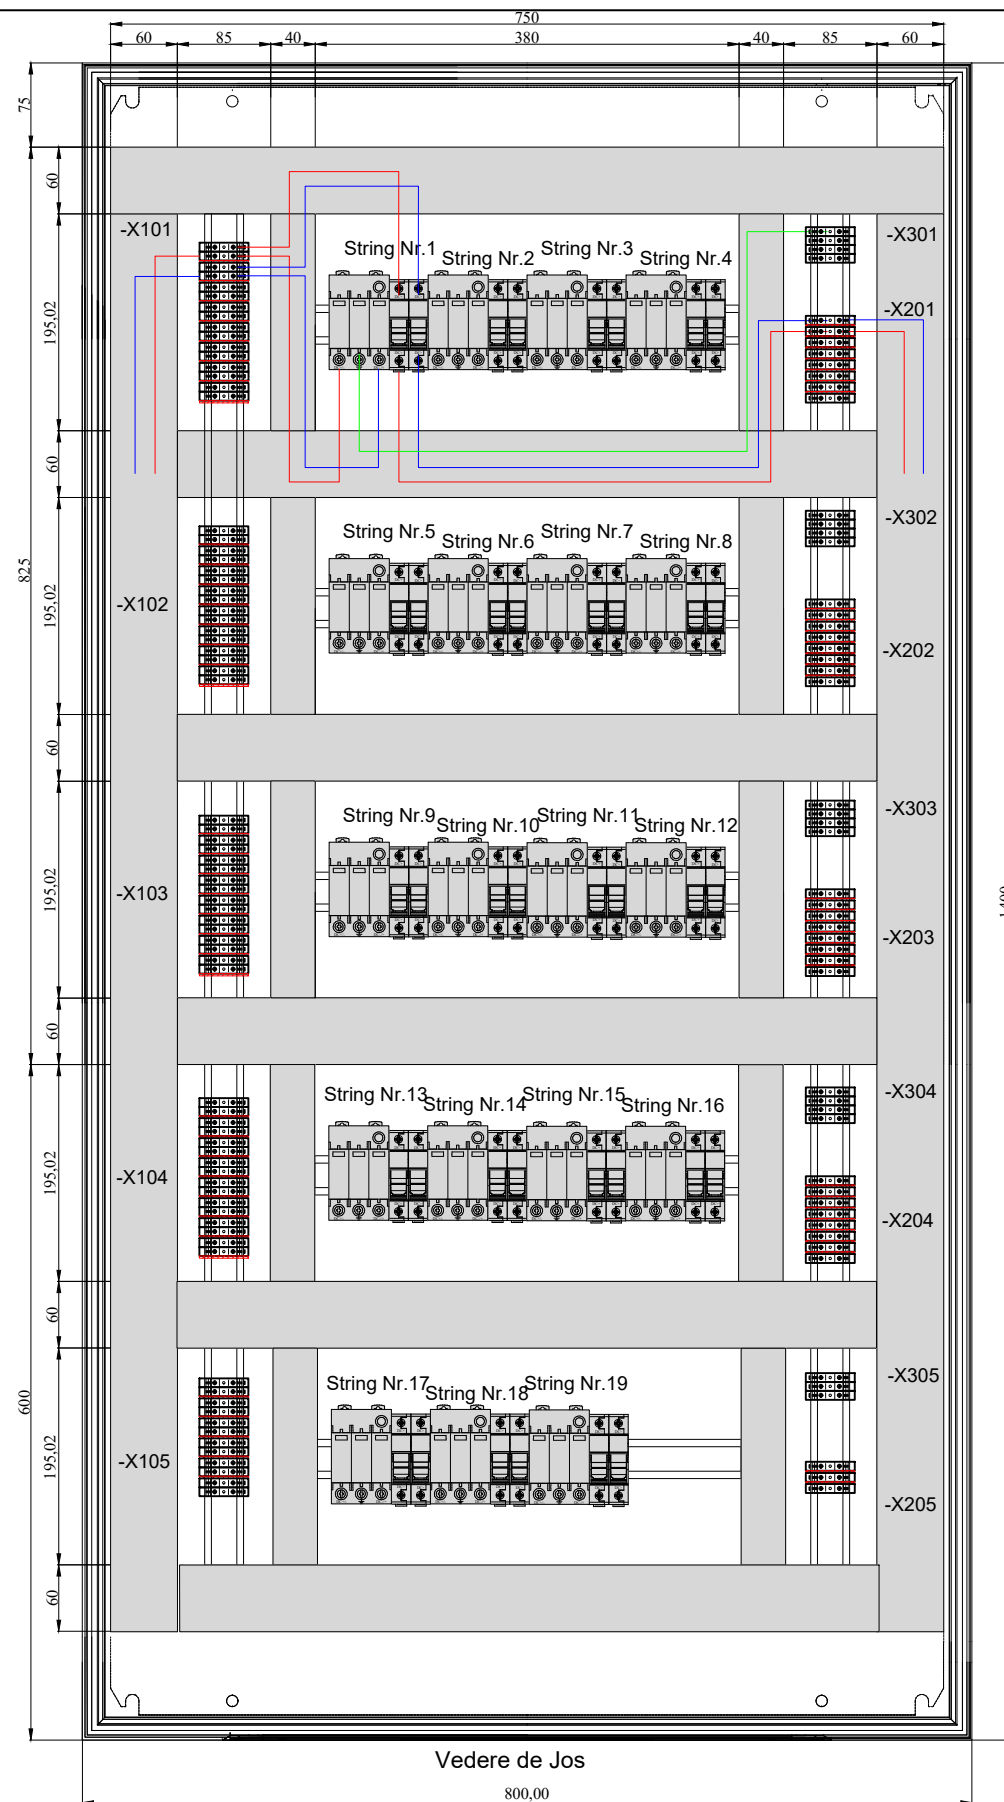 750
60 85 40 380 40 85 60
75
60
-X101
-X301
String Nr.1 String Nr.2 String Nr.3 String Nr.4
-X201
195,02
60
825
-X302
String Nr.5 String Nr.6 String Nr.7 String Nr.8
-X102
195,02
-X202
60
-X303
String Nr.9 String Nr.10 String Nr.11 String Nr.12
-X103
195,02
1400
-X203
60
-X304
String Nr.13 String Nr.14 String Nr.15 String Nr.16
-X104
195,02
-X204
60
600
-X305
String Nr.17 String Nr.18 String Nr.19
-X105
195,02
-X205
60
Vedere de Jos
800,00